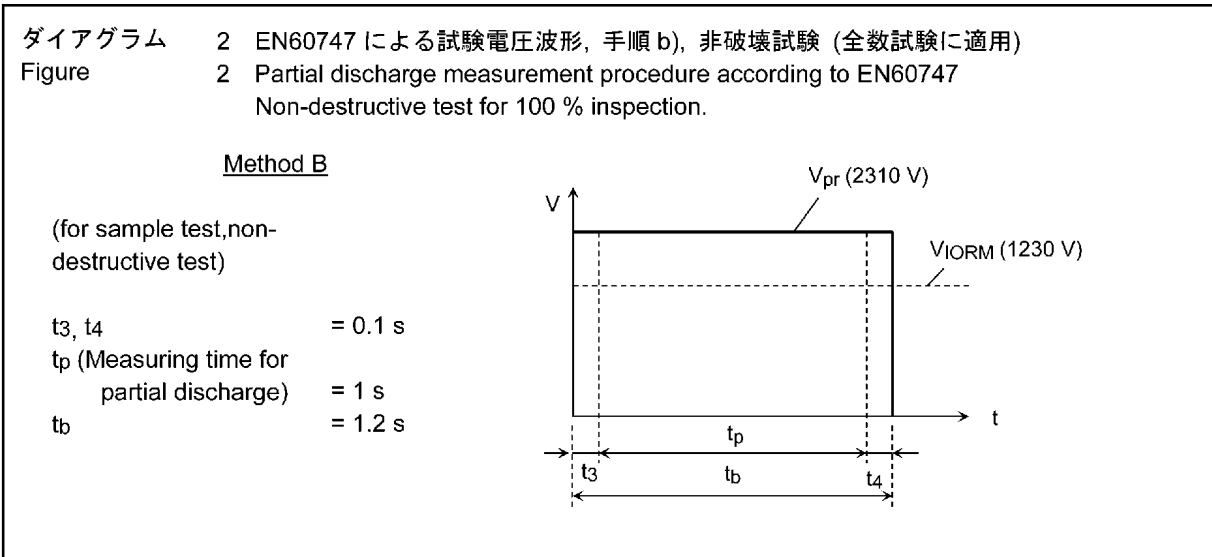 ダイアグラム 2 EN60747 による試験電圧波形, 手順 b), 非破壊試験 (全数試験に適用)
Figure 2 Partial discharge measurement procedure according to EN60747
Non-destructive test for 100 % inspection.
Method B
(for sample test,non-
destructive test)
t3, t4 = 0.1 s
tp (Measuring time for
partial discharge) = 1 s
tb = 1.2 s
Vpr (2310 V)
V
VIORM (1230 V)
t
tp
t3 tb t4